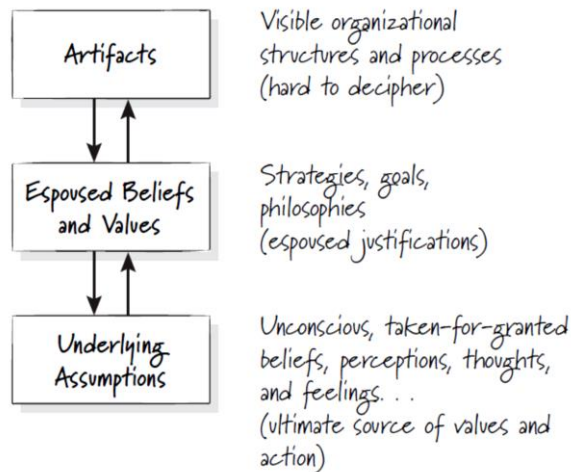 Artifacts
Visible organizational
structures and processes
(hard to decipher)
Espoused Beliefs
and Values
Strategies, goals,
philosophies
(espoused justifications)
Underlying
Assumptions
Unconscious, taken-for-granted
beliefs, perceptions, thoughts,
and feelings. . .
(ultimate source of values and
action)